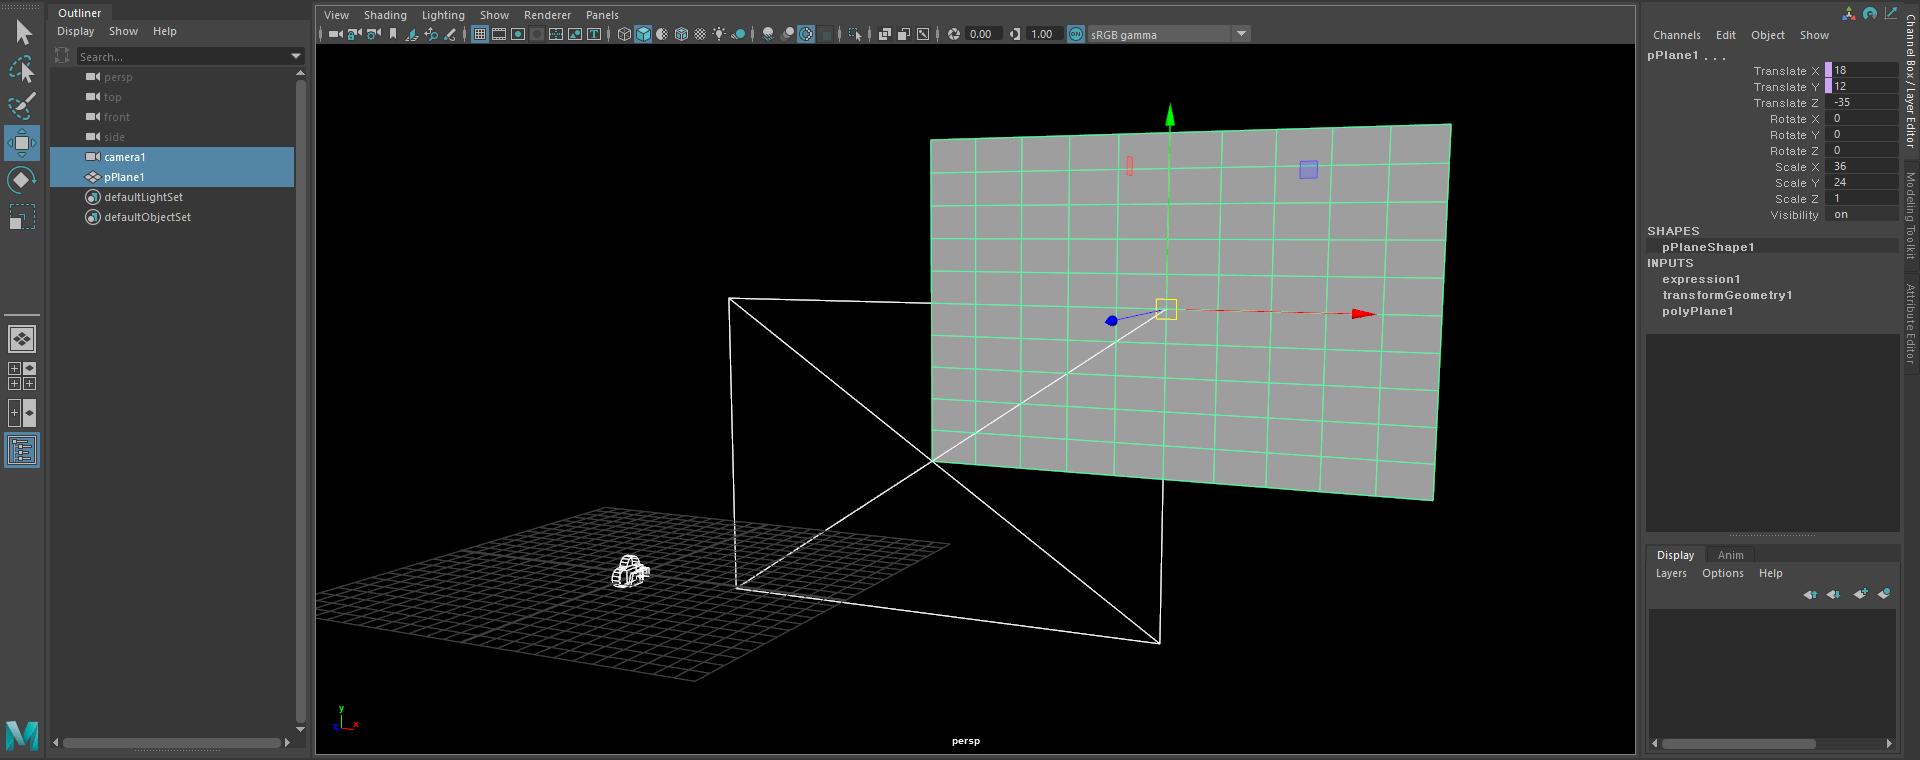 Outliner
Display Show Help
Search...
persp
top
front
side
camera1
pPlane1
defaultLightSet
defaultObjectSet
View Shading Lighting Show Renderer Panels
0.00 1.00 sRGB gamma
y
z x
persp
Channels Edit Object Show
pPlane1 . . .
Translate X 18
Translate Y 12
Translate Z -35
Rotate X 0
Rotate Y 0
Rotate Z 0
Scale X 36
Scale Y 24
Scale Z 1
Visibility on
SHAPES
pPlaneShape1
INPUTS
expression1
transformGeometry1
polyPlane1
Display Anim
Layers Options Help
Channel Box / Layer Editor
Modeling Toolkit
Attribute Editor